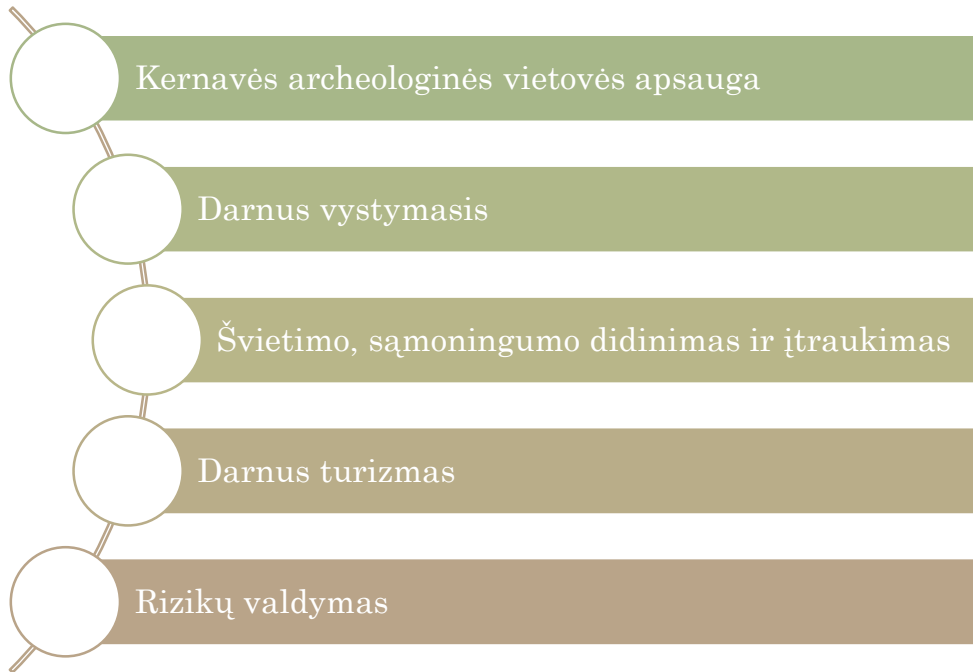 Kernavės archeologinės vietovės apsauga
Darnus vystymasis
Švietimo, sąmoningumo didinimas ir įtraukimas
Darnus turizmas
Rizikų valdymas